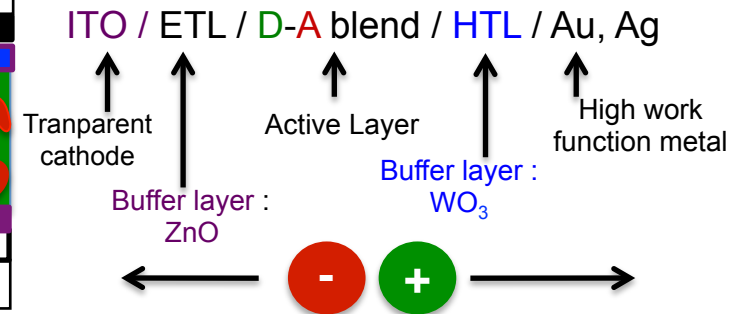 ITO / ETL / D-A blend / HTL / Au, Ag
Tranparent
cathode
Active Layer
High work
function metal
Buffer layer :
ZnO
Buffer layer :
WO₃
- +